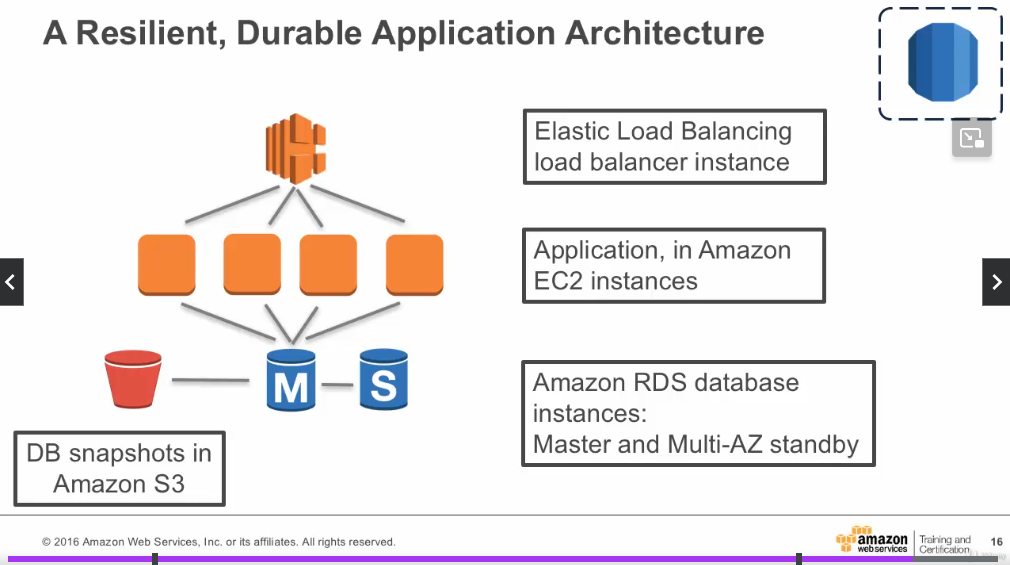 A Resilient, Durable Application Architecture
Elastic Load Balancing
load balancer instance
Application, in Amazon
EC2 instances
M
S
Amazon RDS database
instances:
Master and Multi-AZ standby
DB snapshots in
Amazon S3
© 2016 Amazon Web Services, Inc. or its affiliates. All rights reserved.
amazon
web services
Training and
Certification
16